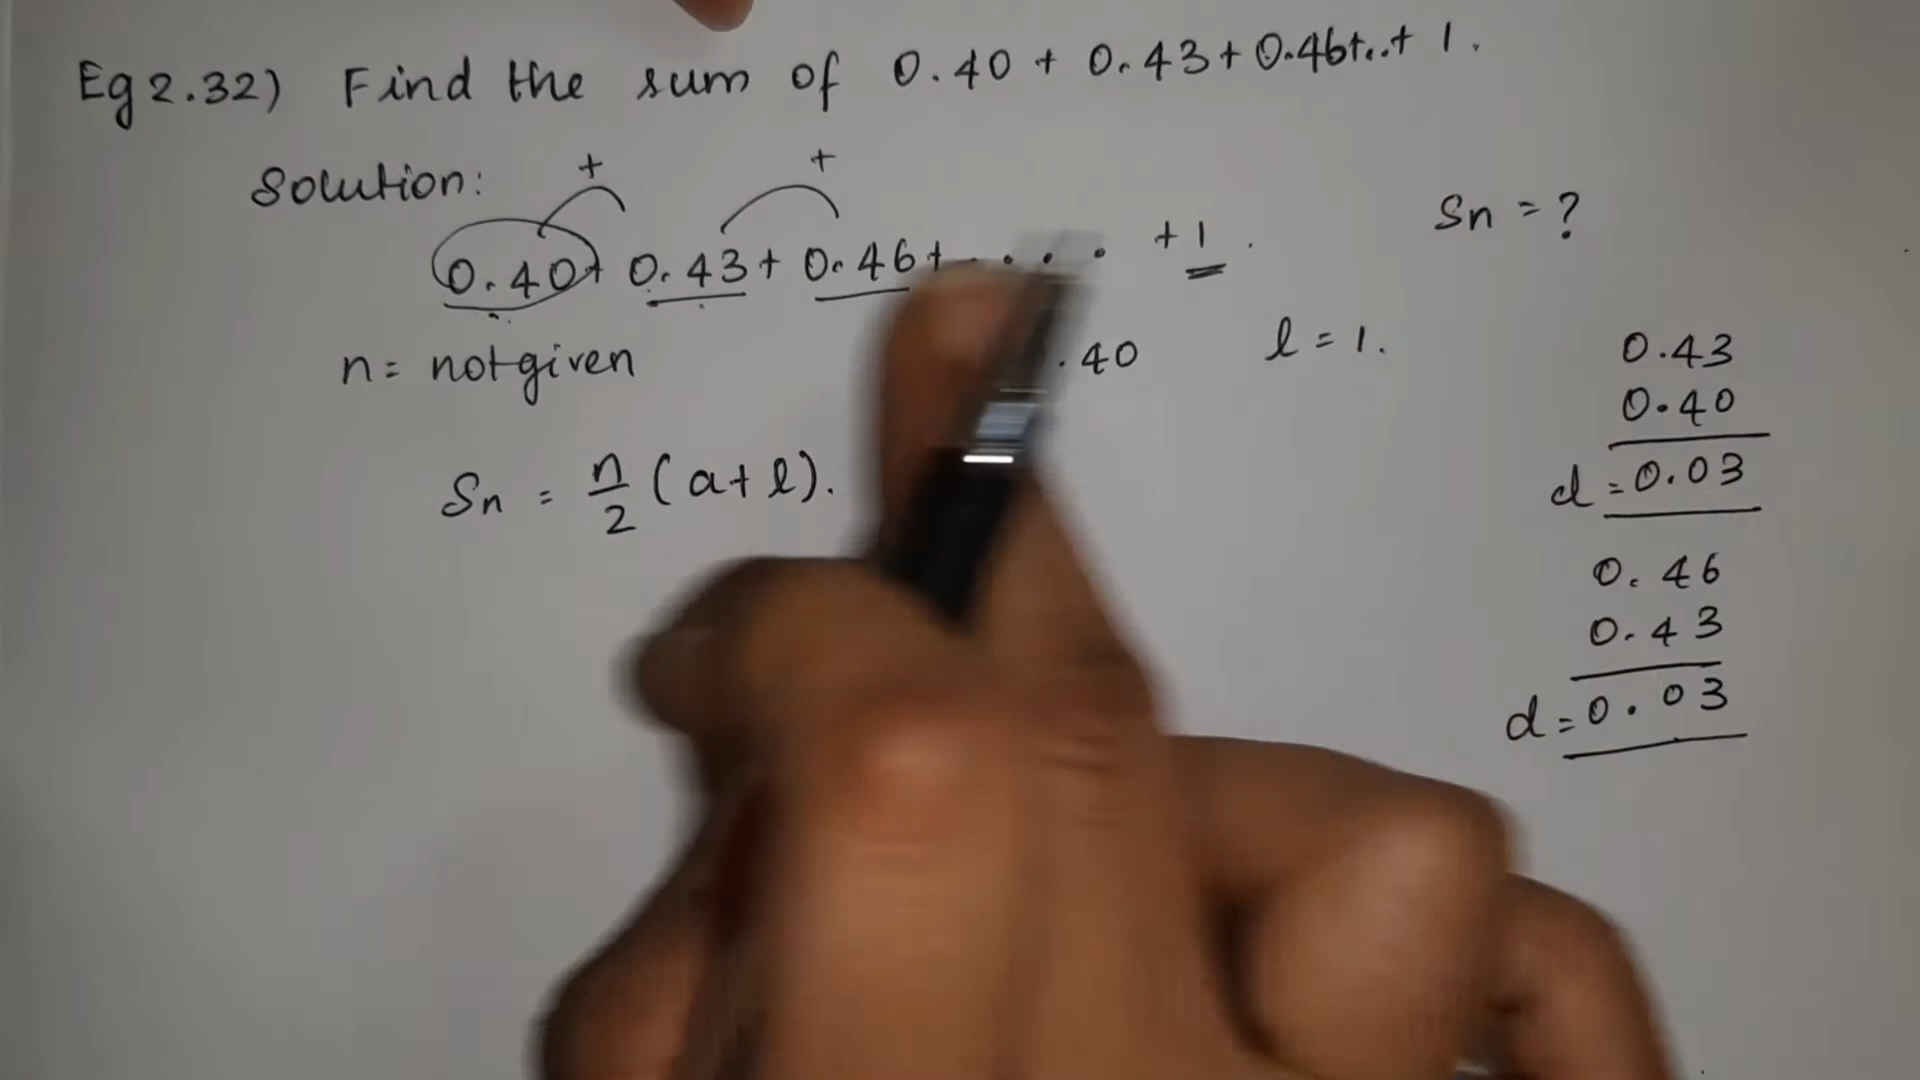 Eg 2.32) Find the sum of 0.40 + 0.43 + 0.46+..+ 1.
Solution:
+ +
0.40+ 0.43 + 0.46 + .... + 1 .
Sn = ?
n = not given
.40
l = 1.
Sn = n/2 (a + l).
0.43
0.40
d = 0.03
0.46
0.43
d = 0.03